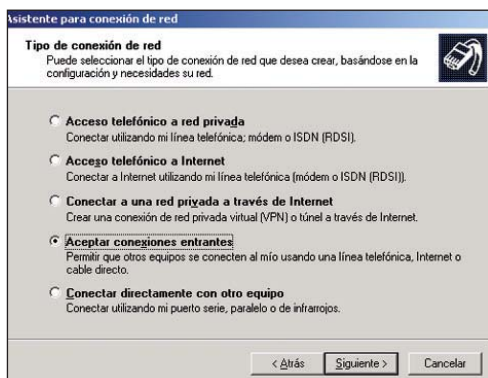 Asistente para conexión de red
Tipo de conexión de red
Puede seleccionar el tipo de conexión de red que desea crear, basándose en la
configuración y necesidades su red.
Acceso telefónico a red privada
Conectar utilizando mi línea telefónica; módem o ISDN (RDSI).
Acceso telefónico a Internet
Conectar a Internet utilizando mi línea telefónica (módem o ISDN (RDSI)).
Conectar a una red privada a través de Internet
Crear una conexión de red privada virtual (VPN) o túnel a través de Internet.
Aceptar conexiones entrantes
Permitir que otros equipos se conecten al mío usando una línea telefónica, Internet o
cable directo.
Conectar directamente con otro equipo
Conectar utilizando mi puerto serie, paralelo o de infrarrojos.
< Atrás
Siguiente >
Cancelar